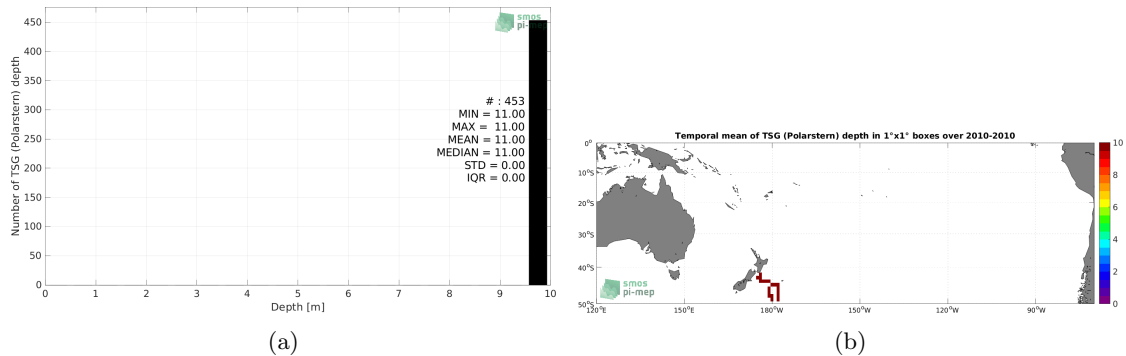 smos
pi-mep
450
400
350
300
250
200
150
100
50
0
Number of TSG (Polarstern) depth
# : 453
MIN = 11.00
MAX = 11.00
MEAN = 11.00
MEDIAN = 11.00
STD = 0.00
IQR = 0.00
0 1 2 3 4 5 6 7 8 9 10
Depth [m]
(a)
Temporal mean of TSG (Polarstern) depth in 1°x1° boxes over 2010-2010
0°
10°S
20°S
30°S
40°S
50°S
120°E 150°E 180°W 150°W 120°W 90°W
10
8
6
4
2
0
smos
pi-mep
(b)